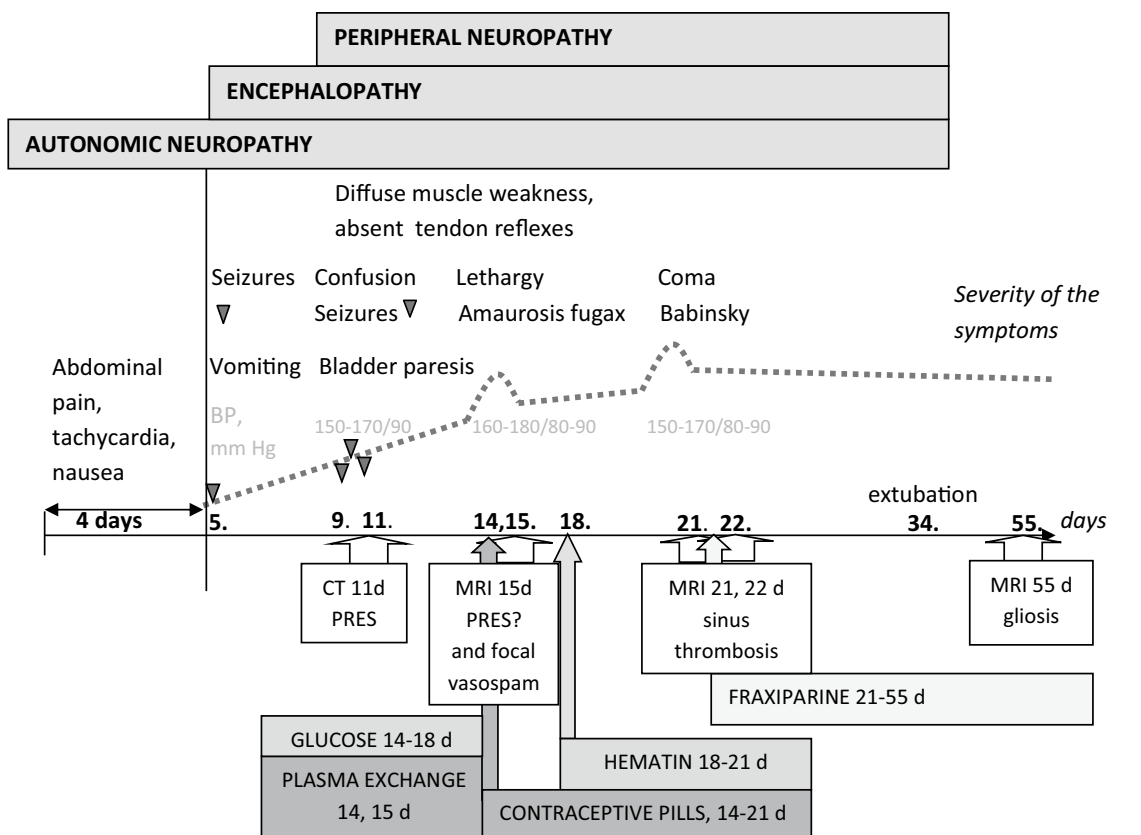 PERIPHERAL NEUROPATHY
ENCEPHALOPATHY
AUTONOMIC NEUROPATHY
Diffuse muscle weakness,
absent tendon reflexes
Seizures
Confusion
Seizures
Lethargy
Amaurosis fugax
Coma
Babinsky
Severity of the
symptoms
Abdominal
pain,
tachycardia,
nausea
Vomiting
Bladder paresis
BP,
mm Hg
150-170/90
160-180/80-90
150-170/80-90
extubation
4 days
5.
9.
11.
14,15.
18.
21.
22.
34.
55.
days
CT 11d
PRES
MRI 15d
PRES?
and focal
vasospam
MRI 21, 22 d
sinus
thrombosis
MRI 55 d
gliosis
FRAXIPARINE 21-55 d
GLUCOSE 14-18 d
PLASMA EXCHANGE
14, 15 d
HEMATIN 18-21 d
CONTRACEPTIVE PILLS, 14-21 d